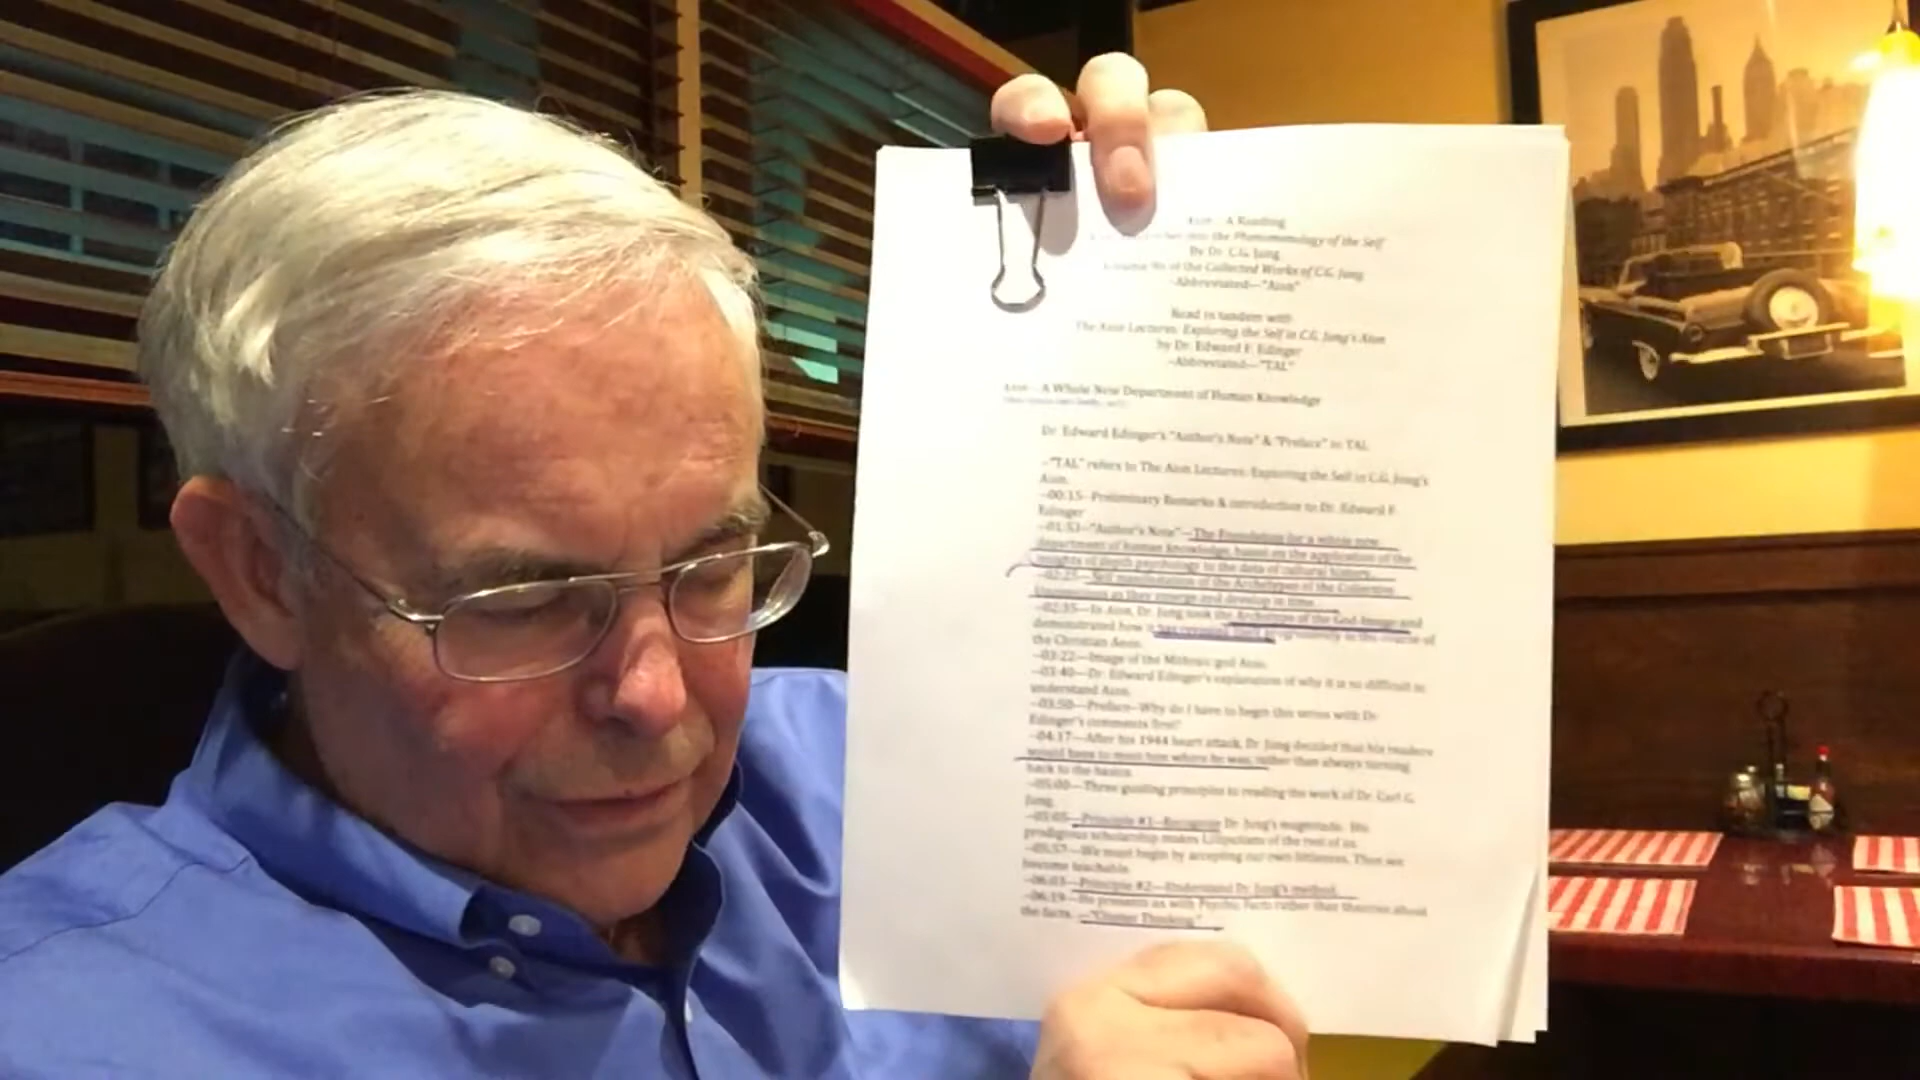 Aion—A Reading
into the Phenomenology of the Self
By Dr. C.G. Jung
Volume 9ii of the Collected Works of C.G. Jung
~Abbreviated—"Aion"
Read in tandem with
The Aion Lectures: Exploring the Self in C.G. Jung's Aion
by Dr. Edward F. Edinger
~Abbreviated—"TAL"
Aion—A Whole New Department of Human Knowledge
Dr. Edward Edinger's "Author's Note" & "Preface" to TAL
~"TAL" refers to The Aion Lectures: Exploring the Self in C.G. Jung's
Aion.
~00:15--Preliminary Remarks & introduction to Dr. Edward F.
Edinger
~01:53--"Author's Note"—The Foundation for a whole new
department of human knowledge, based on the application of the
insights of depth psychology to the data of cultural history.
~02:25— Self manifestation of the Archetypes of the Collective
Unconscious as they emerge and develop in time.
~02:35—In Aion, Dr. Jung took the Archetype of the God-Image and
demonstrated how it has revealed itself progressively in the course of
the Christian Aeon.
~03:22—Image of the Mithraic god Aion.
~03:40—Dr. Edward Edinger's explanation of why it is so difficult to
understand Aion.
~03:50—Preface—Why do I have to begin this series with Dr.
Edinger's comments first?
~04:17—After his 1944 heart attack, Dr. Jung decided that his readers
would have to meet him where he was, rather than always turning
back to the basics.
~05:00—Three guiding principles to reading the work of Dr. Carl G.
Jung.
~05:05—Principle #1—Recognize Dr. Jung's magnitude. His
prodigious scholarship makes Lilliputians of the rest of us.
~05:57—We must begin by accepting our own littleness. Then we
become teachable.
~06:03—Principle #2—Understand Dr. Jung's method.
~06:19—He presents us with Psychic Facts rather than theories about
the facts. —"Cluster Thinking."